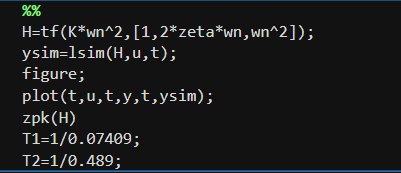 %%
H=tf(K*wn^2,[1,2*zeta*wn,wn^2]);
ysim=lsim(H,u,t);
figure;
plot(t,u,t,y,t,ysim);
zpk(H)
T1=1/0.07409;
T2=1/0.489;